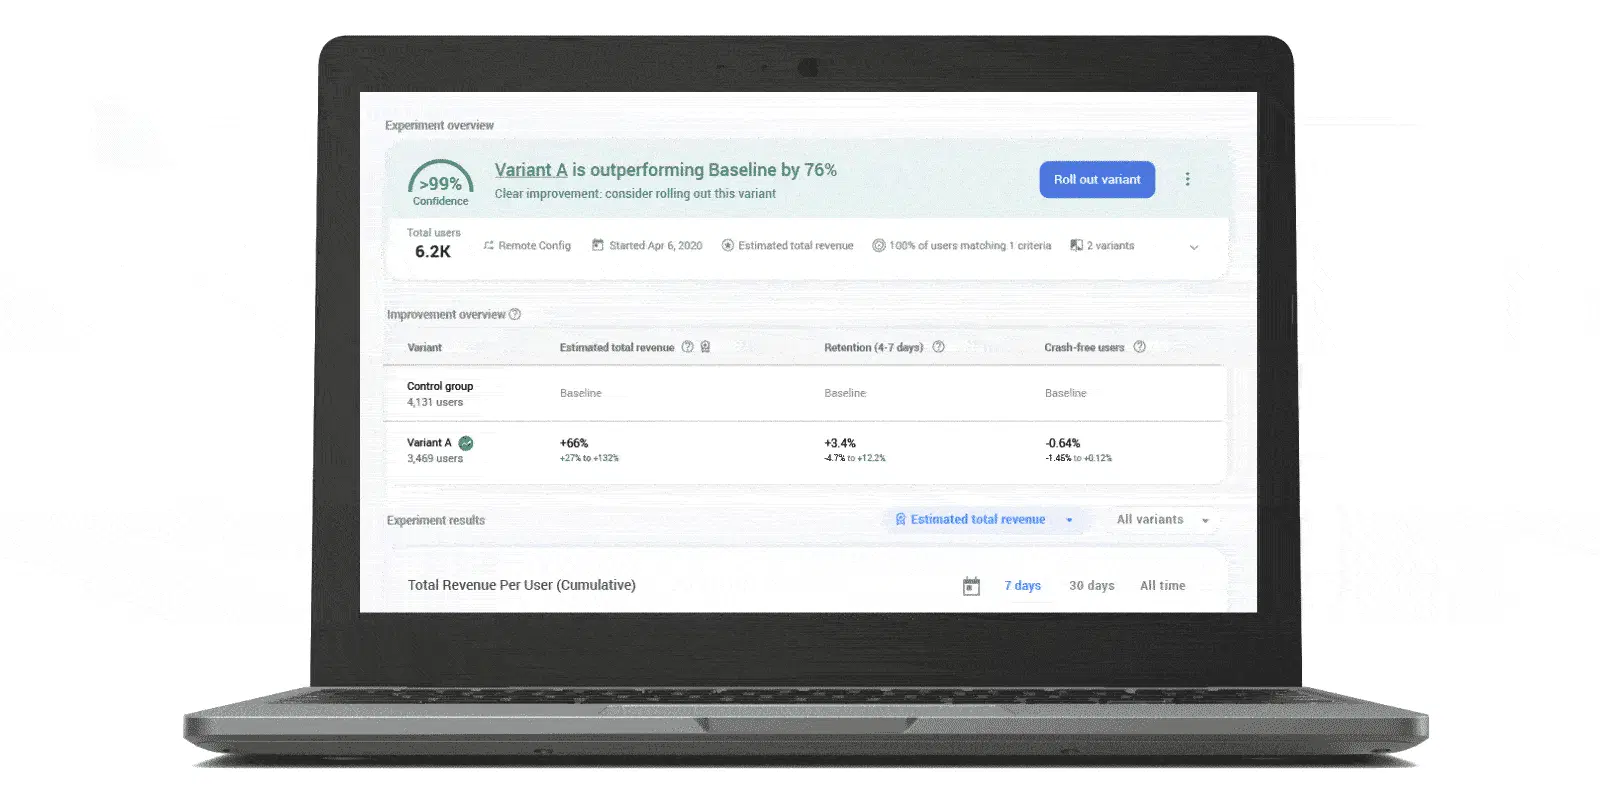 Experiment overview
>99%
Confidence
Variant A is outperforming Baseline by 76%
Clear improvement: consider rolling out this variant
Roll out variant
Total users
6.2K
Remote Config
Started Apr 6, 2020
Estimated total revenue
100% of users matching 1 criteria
2 variants
Improvement overview
Variant
Estimated total revenue
Retention (4-7 days)
Crash-free users
Control group
4,131 users
Baseline
Baseline
Baseline
Variant A
3,469 users
+66%
+27% to +132%
+3.4%
-4.7% to +12.2%
-0.64%
-1.45% to +0.12%
Experiment results
Estimated total revenue
All variants
Total Revenue Per User (Cumulative)
7 days
30 days
All time